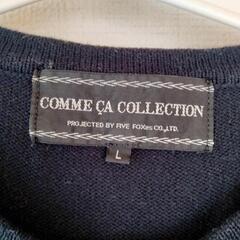 COMME ÇA COLLECTION
PROJECTED BY FIVE FOXes CO.,LTD.
L